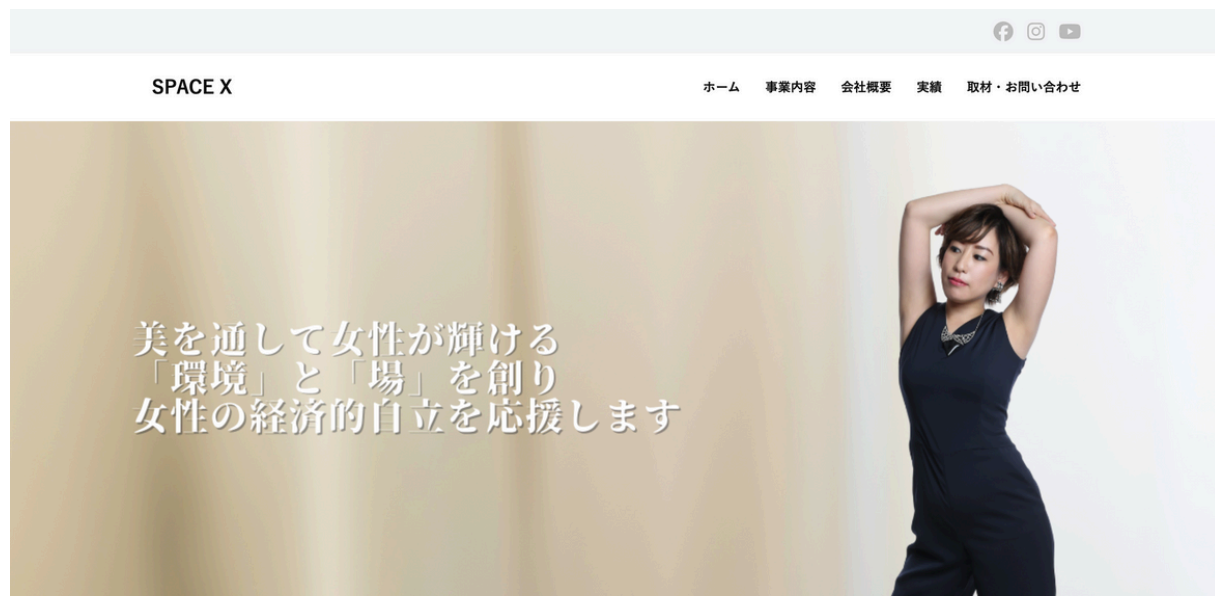 SPACE X
ホーム 事業内容 会社概要 実績 取材・お問い合わせ
美を通して女性が輝ける
「環境」と「場」を創り
女性の経済的自立を応援します